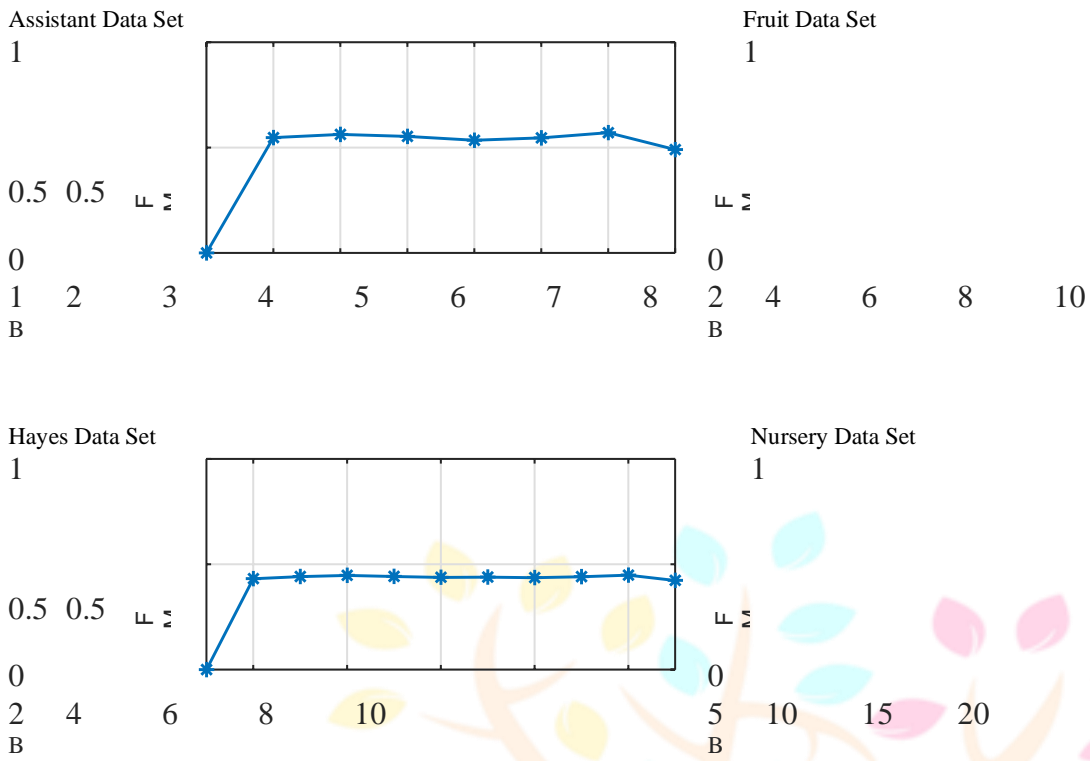 Assistant Data Set Fruit Data Set
1 1
0.5 0.5 F M F M
0 0
1 2 3 4 5 6 7 8 2 4 6 8 10
B B
Hayes Data Set Nursery Data Set
1 1
0.5 0.5 F M F M
0 0
2 4 6 8 10 5 10 15 20
B B